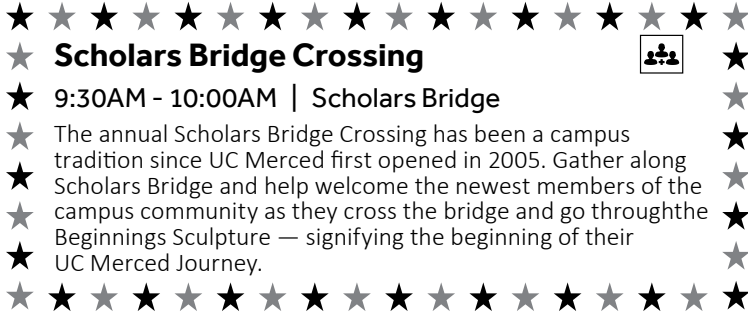 Scholars Bridge Crossing
9:30AM - 10:00AM | Scholars Bridge
The annual Scholars Bridge Crossing has been a campus
tradition since UC Merced first opened in 2005. Gather along
Scholars Bridge and help welcome the newest members of the
campus community as they cross the bridge and go throughthe
Beginnings Sculpture — signifying the beginning of their
UC Merced Journey.